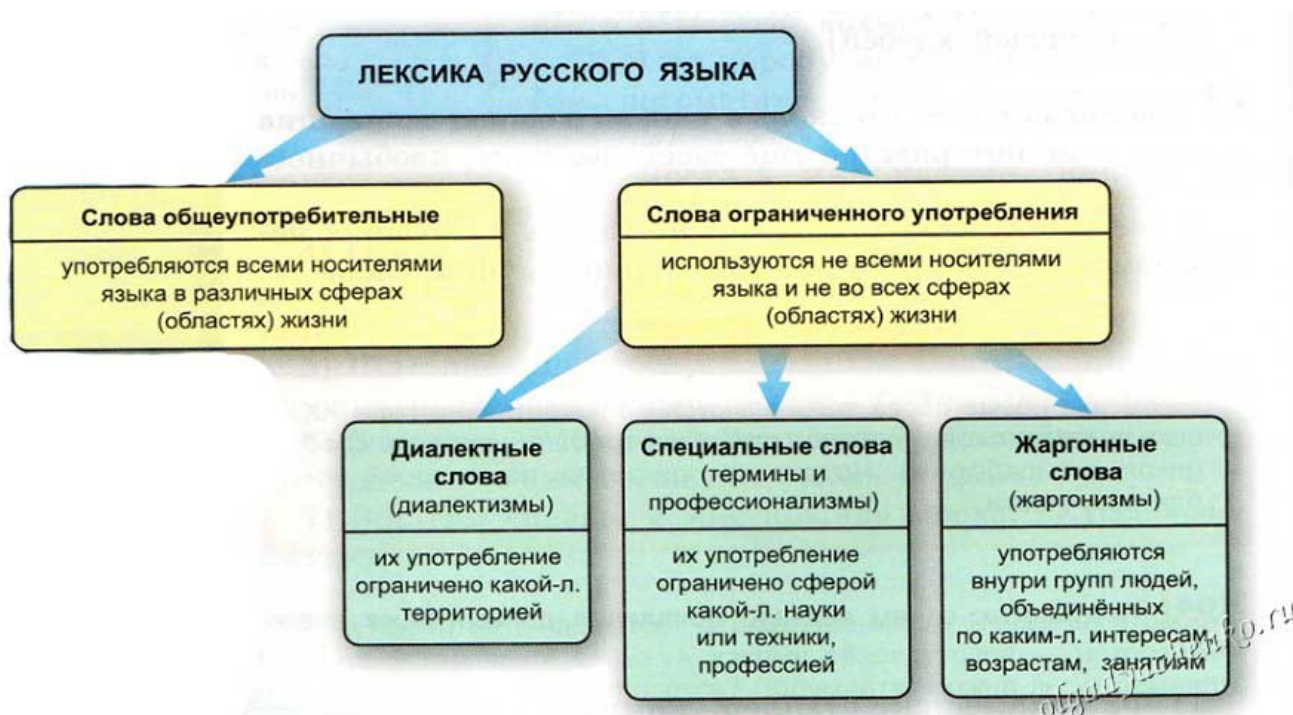 ЛЕКСИКА РУССКОГО ЯЗЫКА
Слова общеупотребительные
употребляются всеми носителями
языка в различных сферах
(областях) жизни
Слова ограниченного употребления
используются не всеми носителями
языка и не во всех сферах
(областях) жизни
Диалектные
слова
(диалектизмы)
их употребление
ограничено какой-л.
территорией
Специальные слова
(термины и
профессионализмы)
их употребление
ограничено сферой
какой-л. науки
или техники,
профессией
Жаргонные
слова
(жаргонизмы)
употребляются
внутри групп людей,
объединённых
по каким-л. интересам,
возрастам, занятиям
olgadyachenko.ru